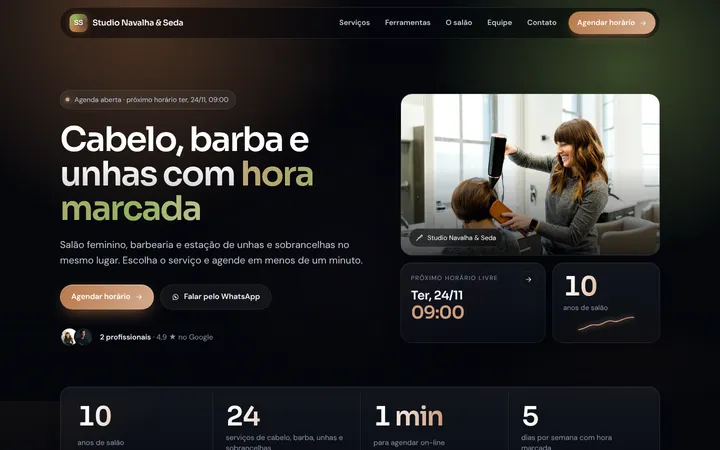 SS Studio Navalha & Seda
Serviços Ferramentas O salão Equipe Contato Agendar horário →
Agenda aberta · próximo horário ter, 24/11, 09:00
Cabelo, barba e
unhas com hora
marcada
Salão feminino, barbearia e estação de unhas e sobrancelhas no
mesmo lugar. Escolha o serviço e agende em menos de um minuto.
Agendar horário →
Falar pelo WhatsApp
2 profissionais · 4,9 ★ no Google
Studio Navalha & Seda
PRÓXIMO HORÁRIO LIVRE →
Ter, 24/11
09:00
10
anos de salão
10
anos de salão
24
serviços de cabelo, barba, unhas e
sobrancelhas
1 min
para agendar on-line
5
dias por semana com hora
marcada